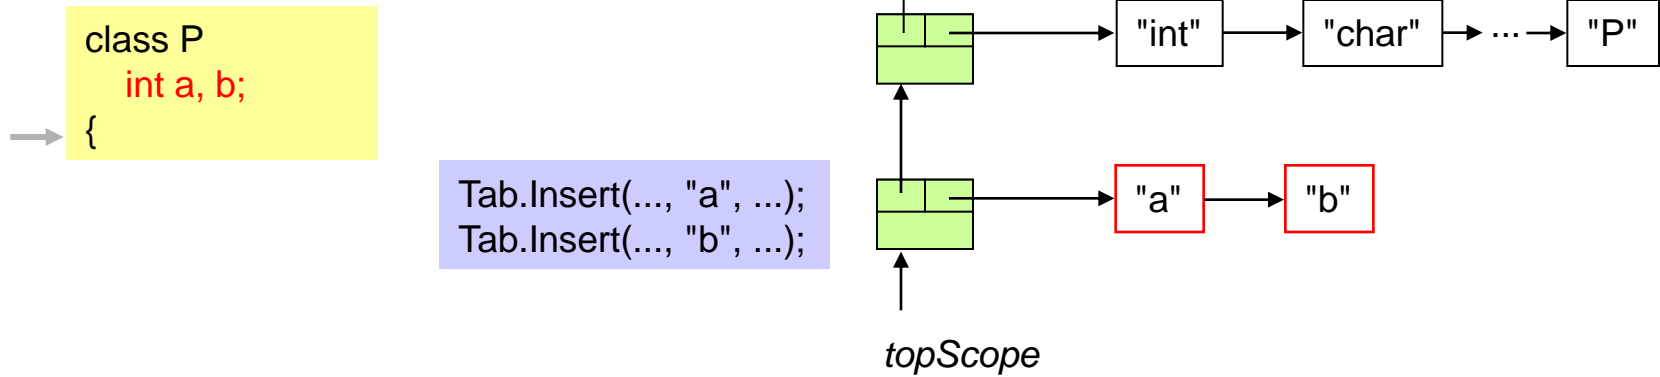 class P
int a, b;
{
Tab.Insert(..., "a", ...);
Tab.Insert(..., "b", ...);
"int" "char" ... "P"
"a" "b"
topScope